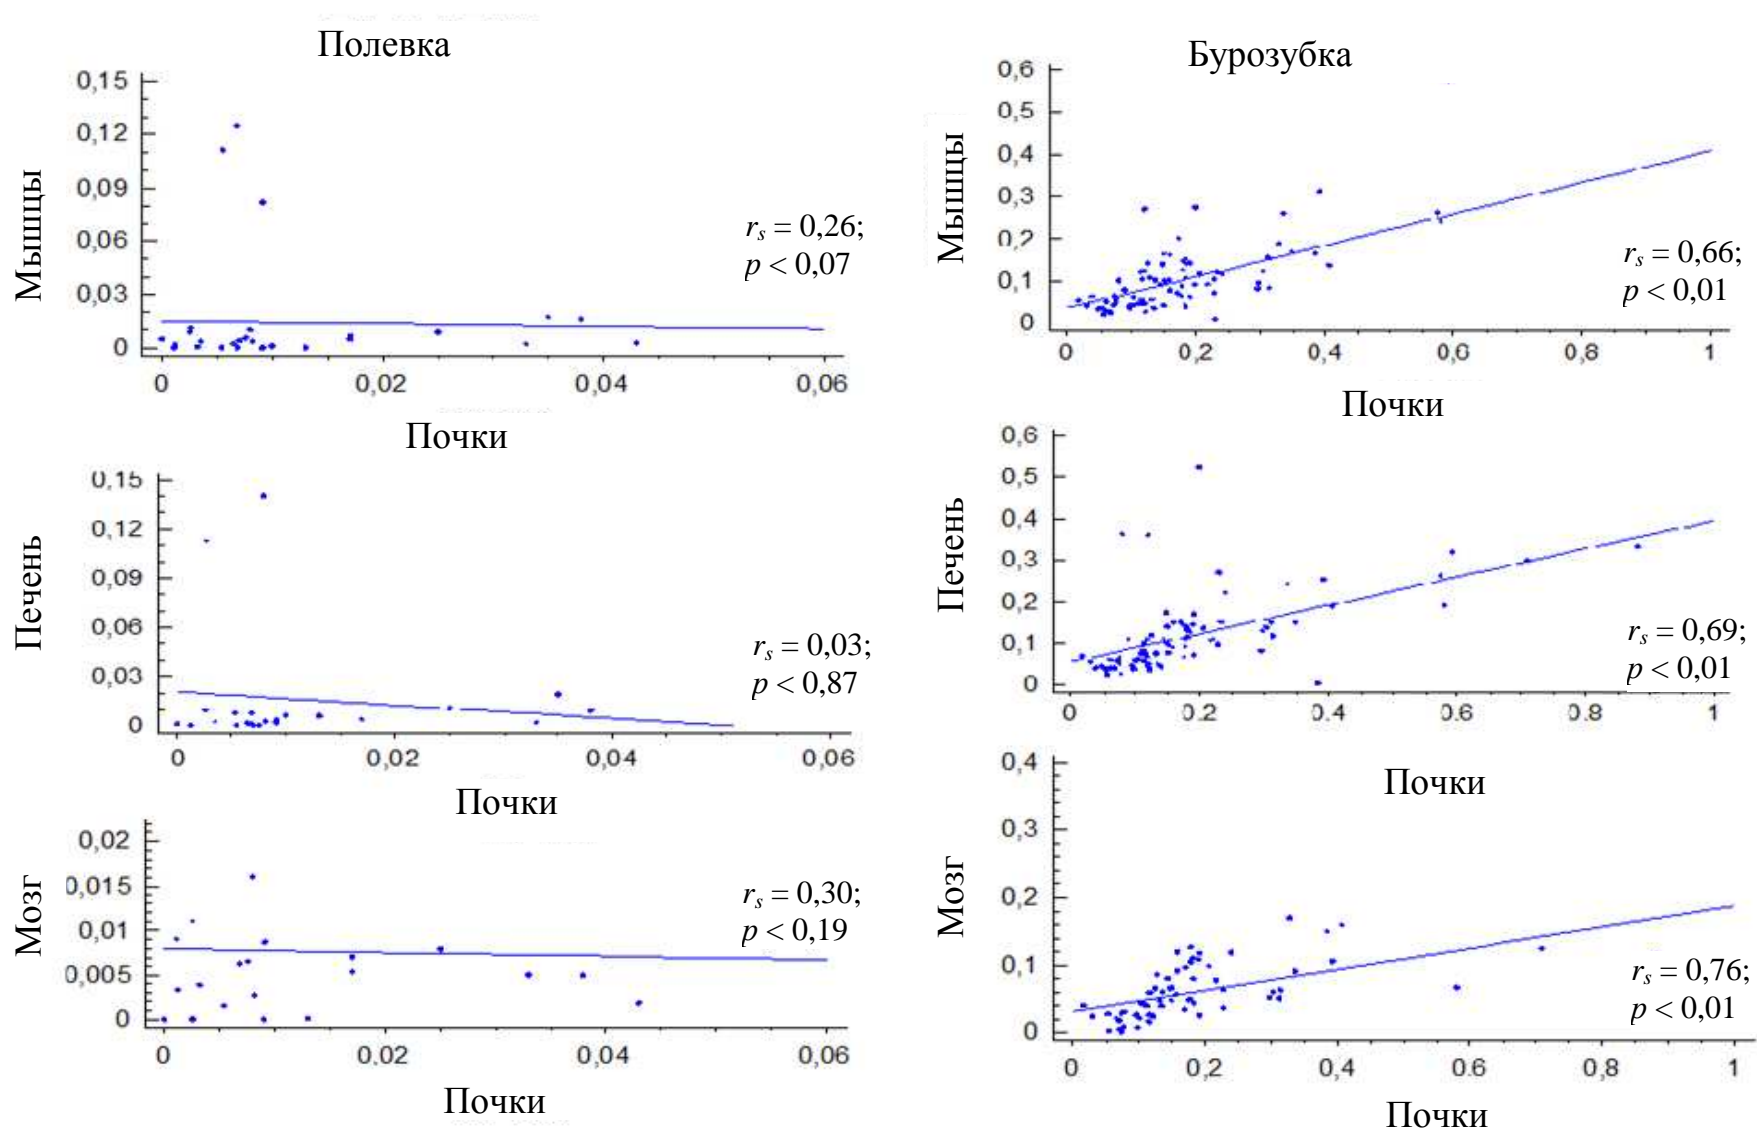 Полевка
0,15
0,12
0,09
0,06
0,03
0
Мышцы
r_s = 0,26;
p < 0,07
0 0,02 0,04 0,06
Почки
0,15
0,12
0,09
0,06
0,03
0
Печень
r_s = 0,03;
p < 0,87
0 0,02 0,04 0,06
Почки
0,02
0,015
0,01
0,005
0
Мозг
r_s = 0,30;
p < 0,19
0 0,02 0,04 0,06
Почки
Бурозубка
0,6
0,5
0,4
0,3
0,2
0,1
0
Мышцы
r_s = 0,66;
p < 0,01
0 0,2 0,4 0,6 0,8 1
Почки
0,6
0,5
0,4
0,3
0,2
0,1
0
Печень
r_s = 0,69;
p < 0,01
0 0.2 0.4 0.6 0.8 1
Почки
0,4
0,3
0,2
0,1
0
Мозг
r_s = 0,76;
p < 0,01
0 0,2 0,4 0.6 0,8 1
Почки